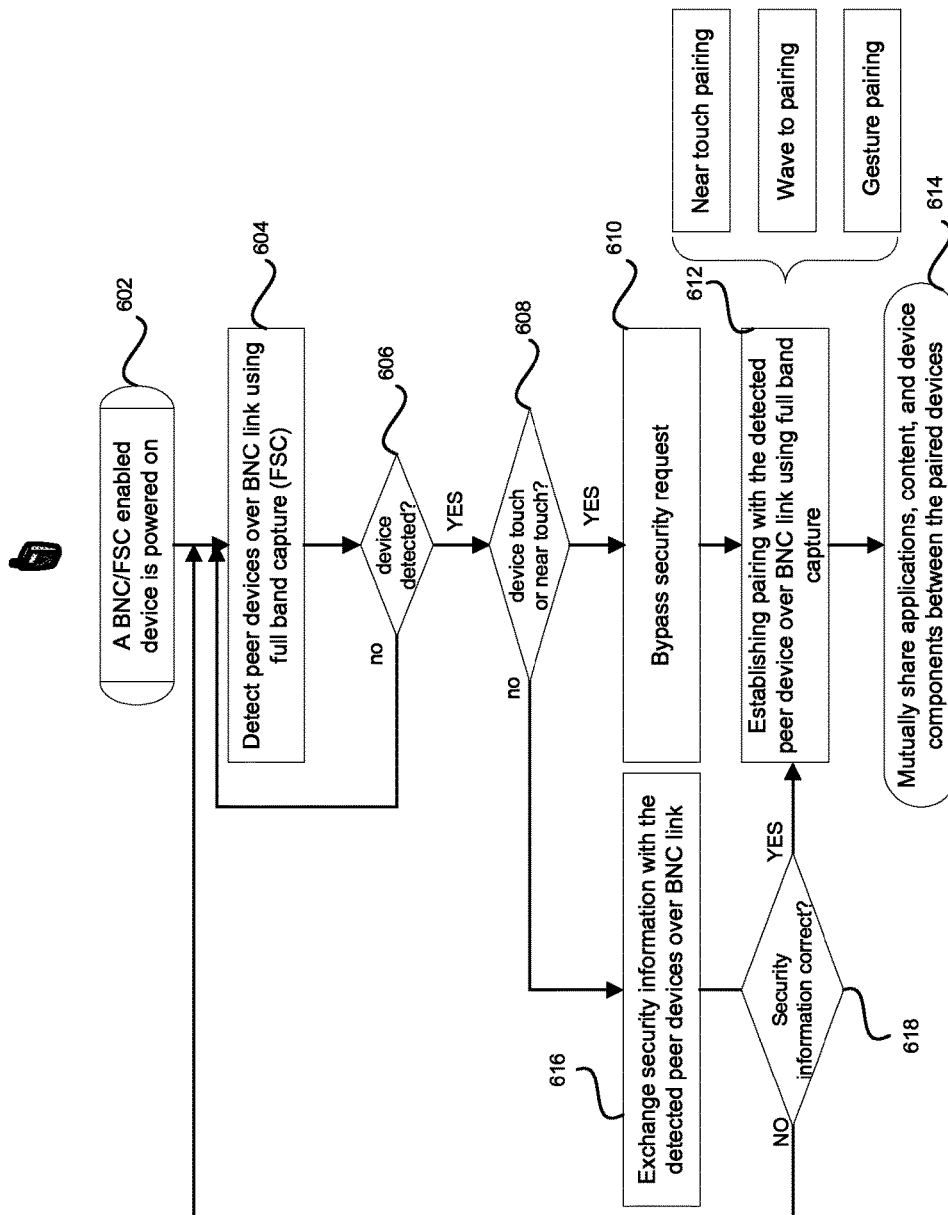 602
A BNC/FSC enabled
device is powered on
604
Detect peer devices over BNC link using
full band capture (FSC)
606
device
detected?
no
YES
608
device touch
or near touch?
no
YES
610
Bypass security request
616
Exchange security information with the
detected peer devices over BNC link
612
Establishing pairing with the detected
peer device over BNC link using full band
capture
Near touch pairing
Wave to pairing
Gesture pairing
Security
information correct?
YES
NO
618
614
Mutually share applications, content, and device
components between the paired devices